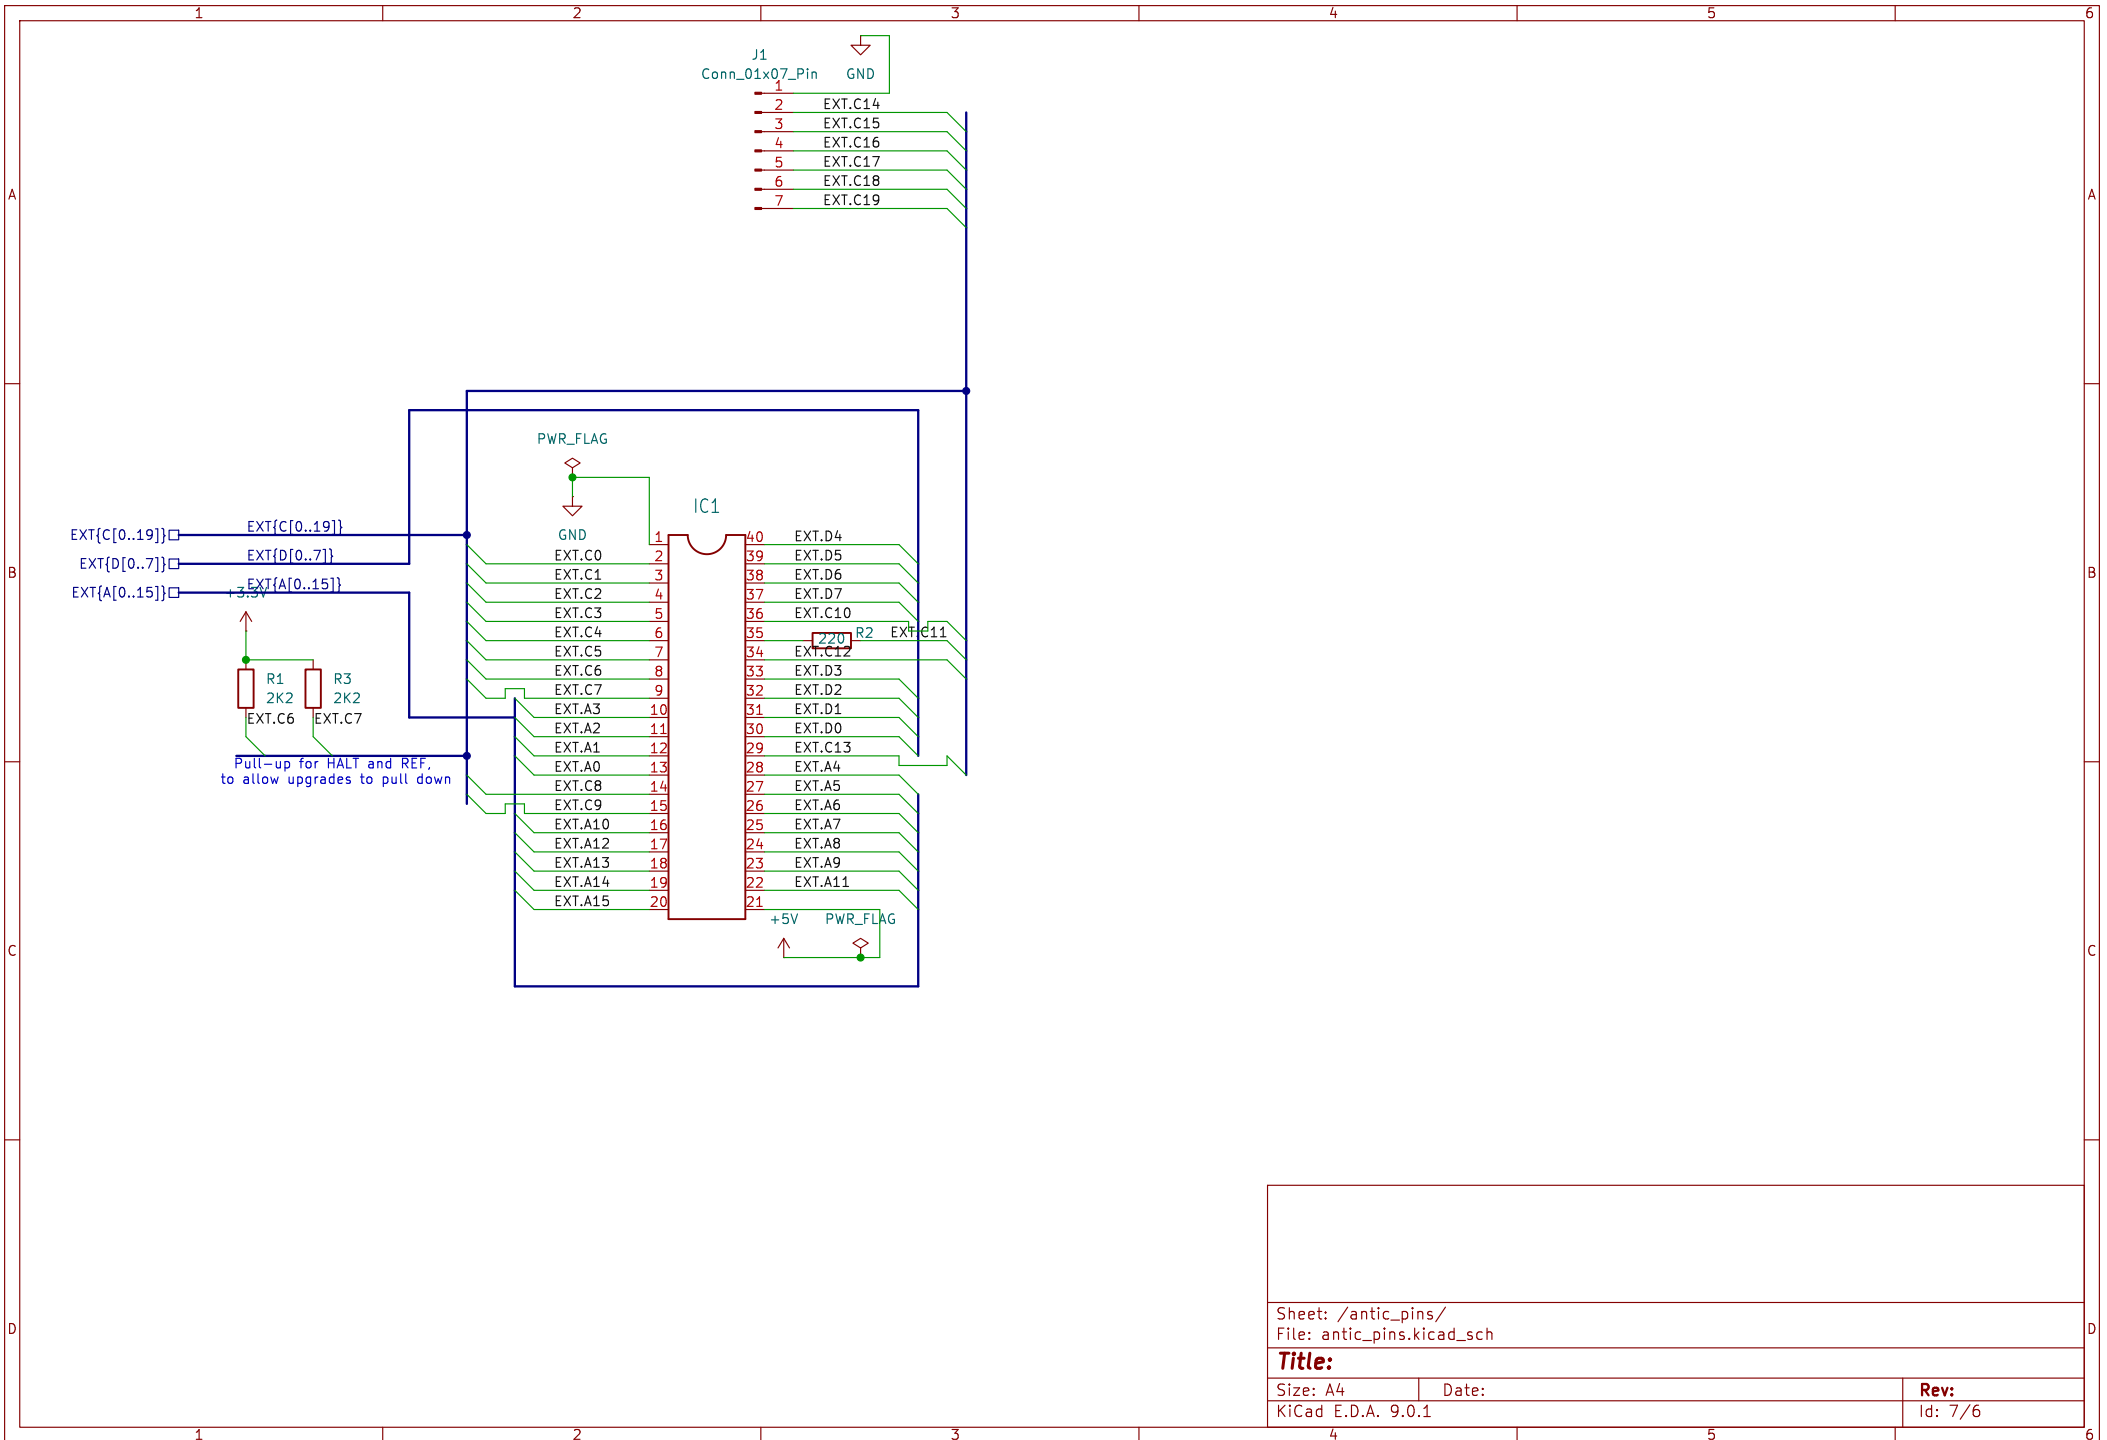 1 2 3 4 5 6
J1
Conn_01x07_Pin GND
1
2 EXT.C14
3 EXT.C15
4 EXT.C16
5 EXT.C17
6 EXT.C18
7 EXT.C19
A A
PWR_FLAG
GND
IC1
EXT{C[0..19]} EXT{C[0..19]}
EXT{D[0..7]} EXT{D[0..7]}
EXT{A[0..15]} EXT{A[0..15]}
+3.3V
B B
R1
2K2
EXT.C6
R3
2K2
EXT.C7
Pull-up for HALT and REF,
to allow upgrades to pull down
1 40 EXT.D4
EXT.C0 2 39 EXT.D5
EXT.C1 3 38 EXT.D6
EXT.C2 4 37 EXT.D7
EXT.C3 5 36 EXT.C10
EXT.C4 6 35 220 R2 EXT.C11
EXT.C5 7 34 EXT.C12
EXT.C6 8 33 EXT.D3
EXT.C7 9 32 EXT.D2
EXT.A3 10 31 EXT.D1
EXT.A2 11 30 EXT.D0
EXT.A1 12 29 EXT.C13
EXT.A0 13 28 EXT.A4
EXT.C8 14 27 EXT.A5
EXT.C9 15 26 EXT.A6
EXT.A10 16 25 EXT.A7
EXT.A12 17 24 EXT.A8
EXT.A13 18 23 EXT.A9
EXT.A14 19 22 EXT.A11
EXT.A15 20 21
+5V PWR_FLAG
C C
D D
Sheet: /antic_pins/
File: antic_pins.kicad_sch
Title:
Size: A4 Date: Rev:
KiCad E.D.A. 9.0.1 Id: 7/6
1 2 3 4 5 6